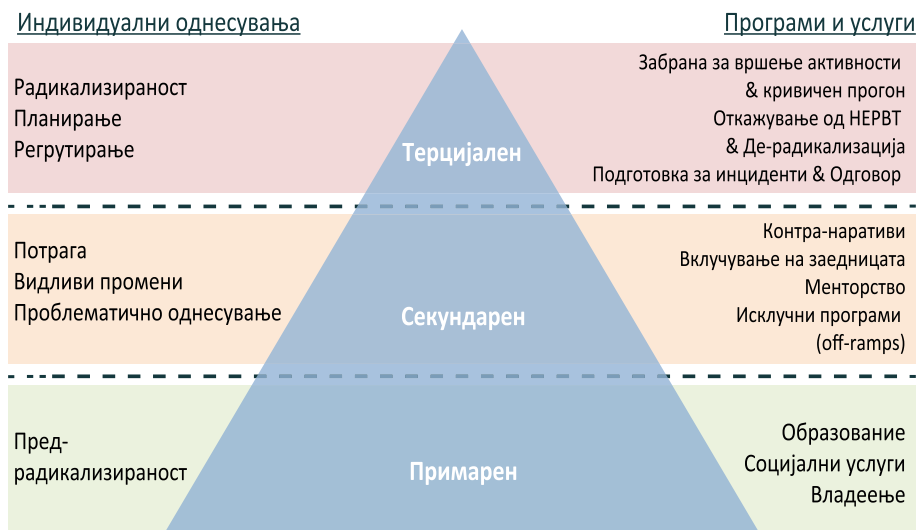 Индивидуални однесувања
Програми и услуги
Радикализираност
Планирање
Регрутирање
Терцијален
Забрана за вршење активности
& кривичен прогон
Откажување од НЕРВТ
& Де-радикализација
Подготовка за инциденти & Одговор
Потрага
Видливи промени
Проблематично однесување
Секундарен
Контра-наративи
Вклучување на заедницата
Менторство
Исклучни програми
(off-ramps)
Пред-
радикализираност
Примарен
Образование
Социјални услуги
Владеење